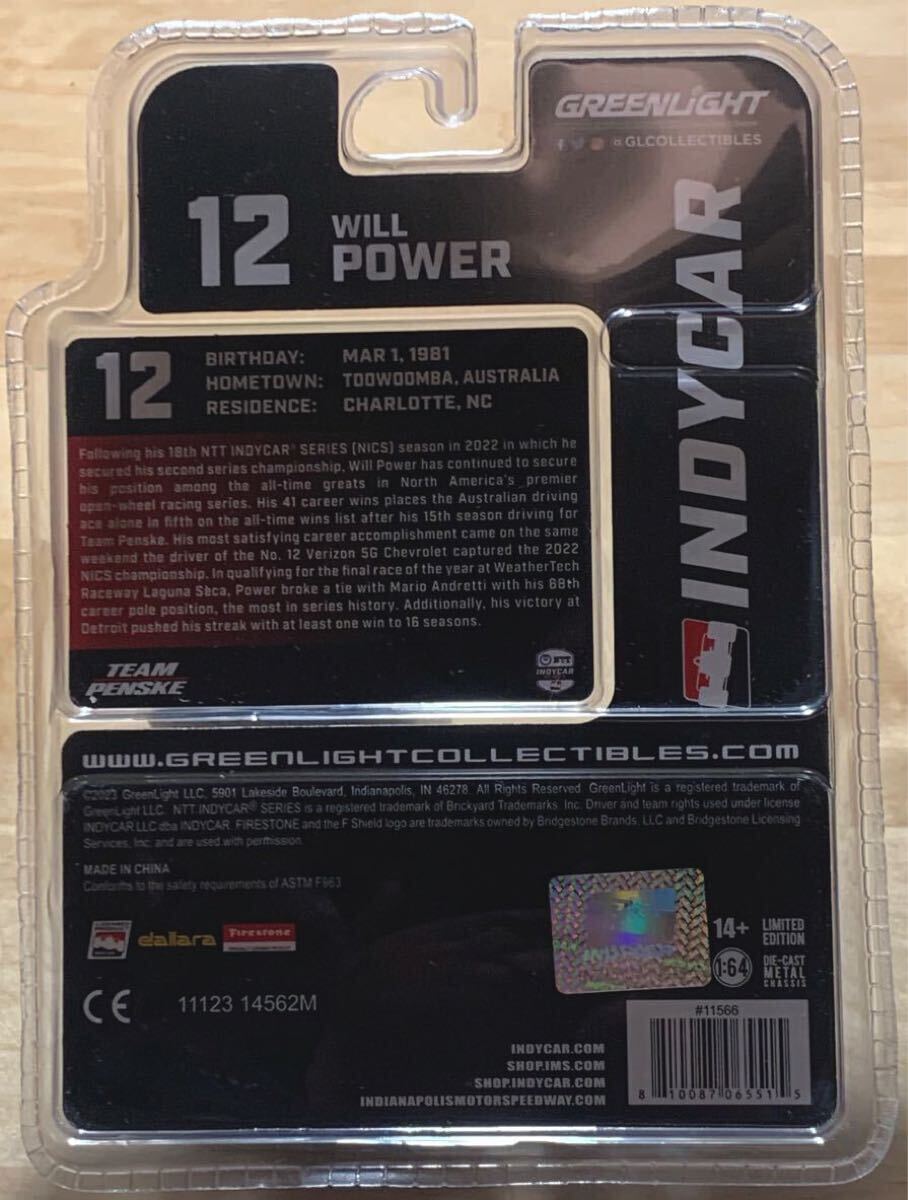 GREENLIGHT
GLCOLLECTIBLES
12 WILL
POWER
INDYCAR
12
BIRTHDAY: MAR 1, 1981
HOMETOWN: TOOWOOMBA, AUSTRALIA
RESIDENCE: CHARLOTTE, NC
Following his 18th NTT INDYCAR® SERIES (NICS) season in 2022 in which he
secured his second series championship, Will Power has continued to secure
his position among the all-time greats in North America's premier
open-wheel racing series. His 41 career wins places the Australian driving
ace alone in fifth on the all-time wins list after his 15th season driving for
Team Penske. His most satisfying career accomplishment came on the same
weekend the driver of the No. 12 Verizon 5G Chevrolet captured the 2022
NICS championship. In qualifying for the final race of the year at WeatherTech
Raceway Laguna Seca, Power broke a tie with Mario Andretti with his 68th
career pole position, the most in series history. Additionally, his victory at
Detroit pushed his streak with at least one win to 16 seasons.
TEAM
PENSKE
NTT
INDYCAR
www.GREENLIGHTCOLLECTIBLES.com
©2023 GreenLight LLC. 5901 Lakeside Boulevard, Indianapolis, IN 46278. All Rights Reserved. GreenLight is a registered trademark of
GreenLight LLC. NTT INDYCAR® SERIES is a registered trademark of Brickyard Trademarks, Inc. Driver and team rights used under license
INDYCAR LLC dba INDYCAR. FIRESTONE and the F Shield logo are trademarks owned by Bridgestone Brands, LLC and Bridgestone Licensing
Services, Inc. and are used with permission.
MADE IN CHINA
Conforms to the safety requirements of ASTM F963
dallara
Firestone
INDYCAR
14+ LIMITED
EDITION
1:64 DIE-CAST
METAL
CHASSIS
CE 11123 14562M
#11566
8 10087 06551 5
INDYCAR.COM
SHOP.IMS.COM
SHOP.INDYCAR.COM
INDIANAPOLISMOTORSPEEDWAY.COM